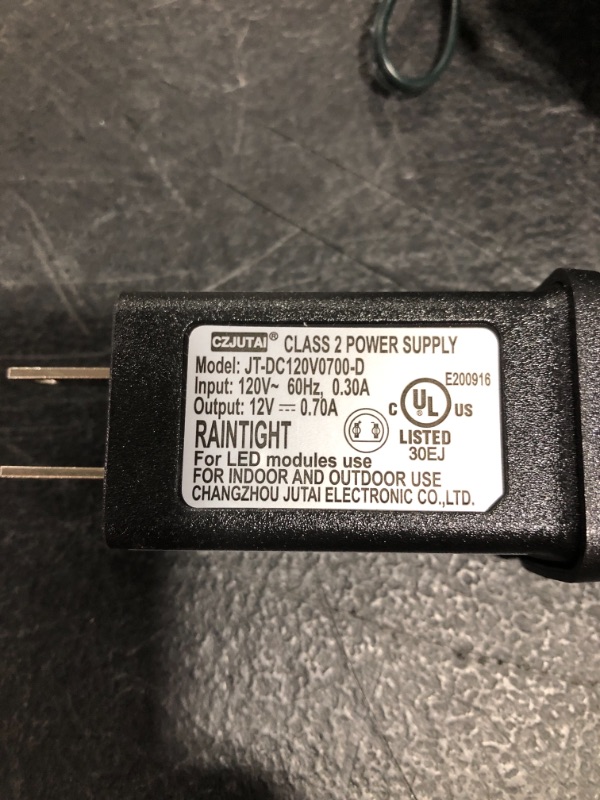 CZJUTAI® CLASS 2 POWER SUPPLY
Model: JT-DC120V0700-D
Input: 120V~ 60Hz, 0.30A
Output: 12V ⎓ 0.70A
RAINTIGHT
For LED modules use
FOR INDOOR AND OUTDOOR USE
CHANGZHOU JUTAI ELECTRONIC CO.,LTD.
E200916
C UL US
LISTED
30EJ